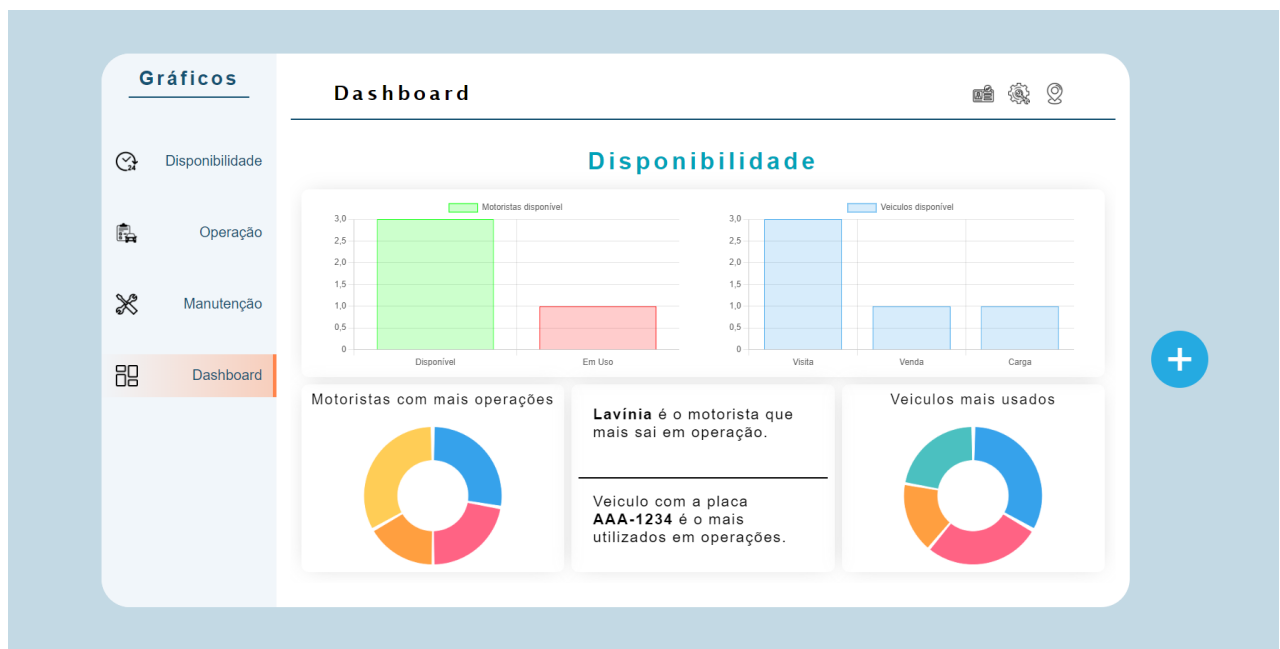 Gráficos
Dashboard
24
Disponibilidade
Operação
Manutenção
Dashboard
Disponibilidade
Motoristas disponível
3,0
2,5
2,0
1,5
1,0
0,5
0
Disponível
Em Uso
Veiculos disponível
3,0
2,5
2,0
1,5
1,0
0,5
0
Visita
Venda
Carga
Motoristas com mais operações
Lavínia é o motorista que
mais sai em operação.
Veiculo com a placa
AAA-1234 é o mais
utilizados em operações.
Veiculos mais usados
+